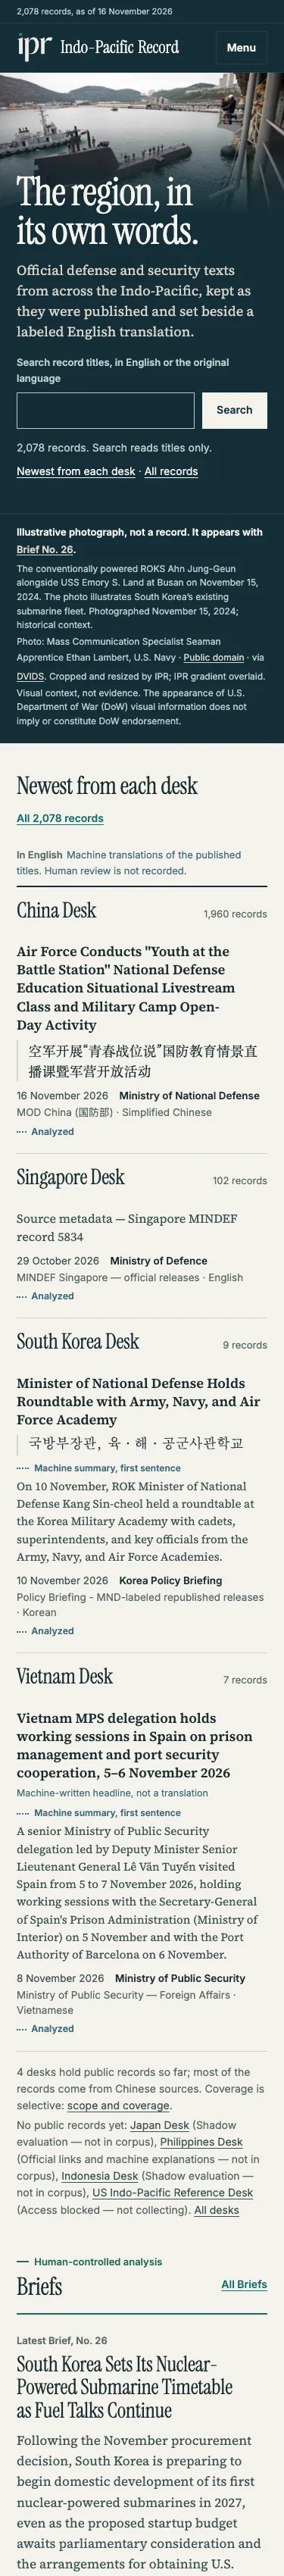 2,078 records, as of 16 November 2026
ipr Indo-Pacific Record
Menu
The region, in
its own words.
Official defense and security texts
from across the Indo-Pacific, kept as
they were published and set beside a
labeled English translation.
Search record titles, in English or the original
language
Search
2,078 records. Search reads titles only.
Newest from each desk · All records
Illustrative photograph, not a record. It appears with
Brief No. 26.
The conventionally powered ROKS Ahn Jung-Geun
alongside USS Emory S. Land at Busan on November 15,
2024. The photo illustrates South Korea's existing
submarine fleet. Photographed November 15, 2024;
historical context.
Photo: Mass Communication Specialist Seaman
Apprentice Ethan Lambert, U.S. Navy · Public domain · via
DVIDS. Cropped and resized by IPR; IPR gradient overlaid.
Visual context, not evidence. The appearance of U.S.
Department of War (DoW) visual information does not
imply or constitute DoW endorsement.
Newest from each desk
All 2,078 records
In English Machine translations of the published
titles. Human review is not recorded.
China Desk
1,960 records
Air Force Conducts "Youth at the
Battle Station" National Defense
Education Situational Livestream
Class and Military Camp Open-
Day Activity
空军开展“青春战位说”国防教育情景直
播课暨军营开放活动
16 November 2026 Ministry of National Defense
MOD China (国防部) · Simplified Chinese
Analyzed
Singapore Desk
102 records
Source metadata — Singapore MINDEF
record 5834
29 October 2026 Ministry of Defence
MINDEF Singapore — official releases · English
Analyzed
South Korea Desk
9 records
Minister of National Defense Holds
Roundtable with Army, Navy, and Air
Force Academy
국방부장관, 육·해·공군사관학교
Machine summary, first sentence
On 10 November, ROK Minister of National
Defense Kang Sin-cheol held a roundtable at
the Korea Military Academy with cadets,
superintendents, and key officials from the
Army, Navy, and Air Force Academies.
10 November 2026 Korea Policy Briefing
Policy Briefing - MND-labeled republished releases
· Korean
Analyzed
Vietnam Desk
7 records
Vietnam MPS delegation holds
working sessions in Spain on prison
management and port security
cooperation, 5–6 November 2026
Machine-written headline, not a translation
Machine summary, first sentence
A senior Ministry of Public Security
delegation led by Deputy Minister Senior
Lieutenant General Lê Văn Tuyến visited
Spain from 5 to 7 November 2026, holding
working sessions with the Secretary-General
of Spain's Prison Administration (Ministry of
Interior) on 5 November and with the Port
Authority of Barcelona on 6 November.
8 November 2026 Ministry of Public Security
Ministry of Public Security — Foreign Affairs ·
Vietnamese
Analyzed
4 desks hold public records so far; most of the
records come from Chinese sources. Coverage is
selective: scope and coverage.
No public records yet: Japan Desk (Shadow
evaluation — not in corpus), Philippines Desk
(Official links and machine explanations — not in
corpus), Indonesia Desk (Shadow evaluation —
not in corpus), US Indo-Pacific Reference Desk
(Access blocked — not collecting). All desks
Human-controlled analysis
Briefs
All Briefs
Latest Brief, No. 26
South Korea Sets Its Nuclear-
Powered Submarine Timetable
as Fuel Talks Continue
Following the November procurement
decision, South Korea is preparing to
begin domestic development of its first
nuclear-powered submarines in 2027,
even as the proposed startup budget
awaits parliamentary consideration and
the arrangements for obtaining U.S.